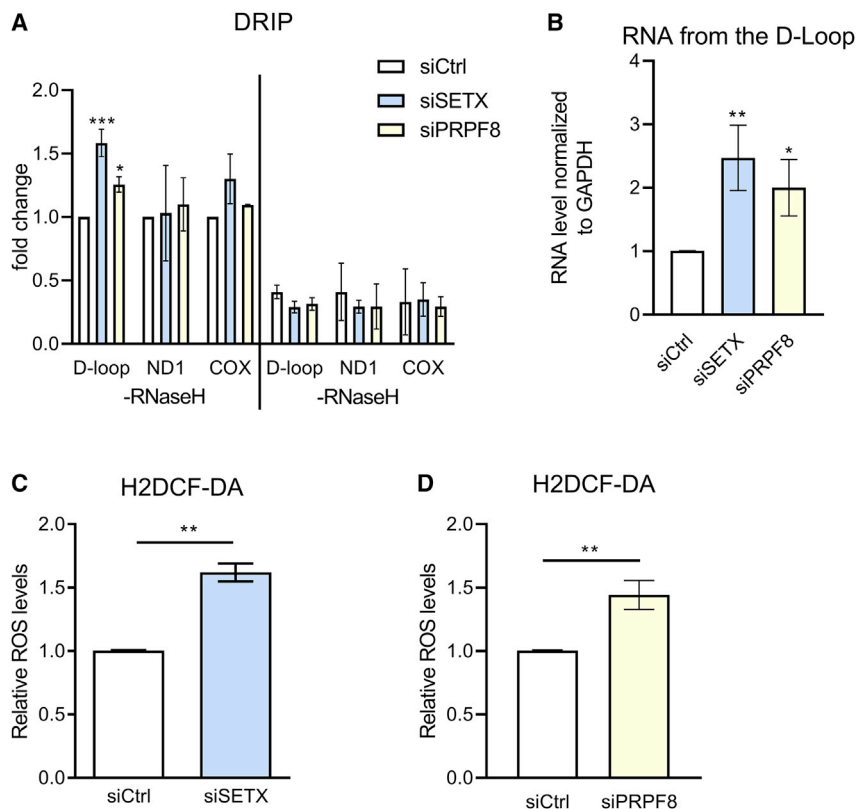 A
DRIP
siCtrl
siSETX
siPRPF8
fold change
2.0
1.5
1.0
0.5
0.0
***
*
D-loop ND1 COX D-loop ND1 COX
-RNaseH -RNaseH
B
RNA from the D-Loop
RNA level normalized
to GAPDH
4
3
2
1
0
**
*
siCtrl
siSETX
siPRPF8
C
H2DCF-DA
Relative ROS levels
2.0
1.5
1.0
0.5
0.0
**
siCtrl siSETX
D
H2DCF-DA
Relative ROS levels
2.0
1.5
1.0
0.5
0.0
**
siCtrl siPRPF8